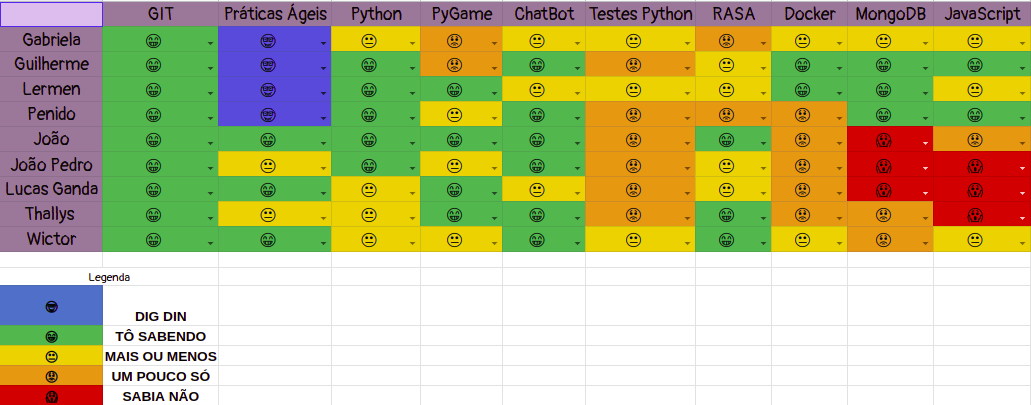 GIT Práticas Ágeis Python PyGame ChatBot Testes Python RASA Docker MongoDB JavaScript
Gabriela
Guilherme
Lermen
Penido
João
João Pedro
Lucas Ganda
Thallys
Wictor
Legenda
DIG DIN
TÔ SABENDO
MAIS OU MENOS
UM POUCO SÓ
SABIA NÃO